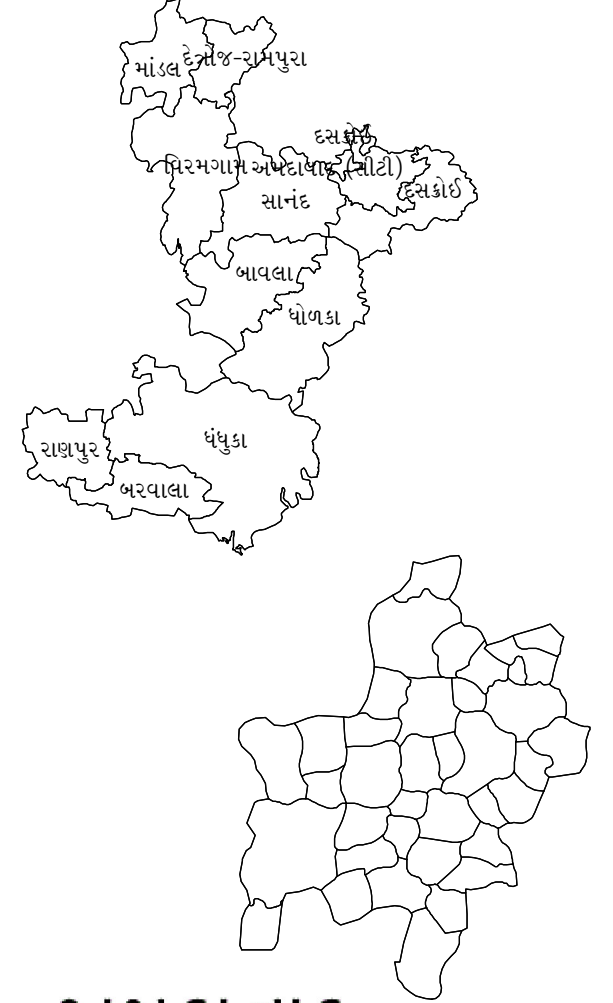 માંડલ
દેત્રોજ-રામપુરા
દસક્રોઈ
વિરમગામ
અમદાવાદ (સીટી)
દસક્રોઈ
સાનંદ
બાવલા
ધોળકા
ધંધુકા
રાણપુર
બરવાલા